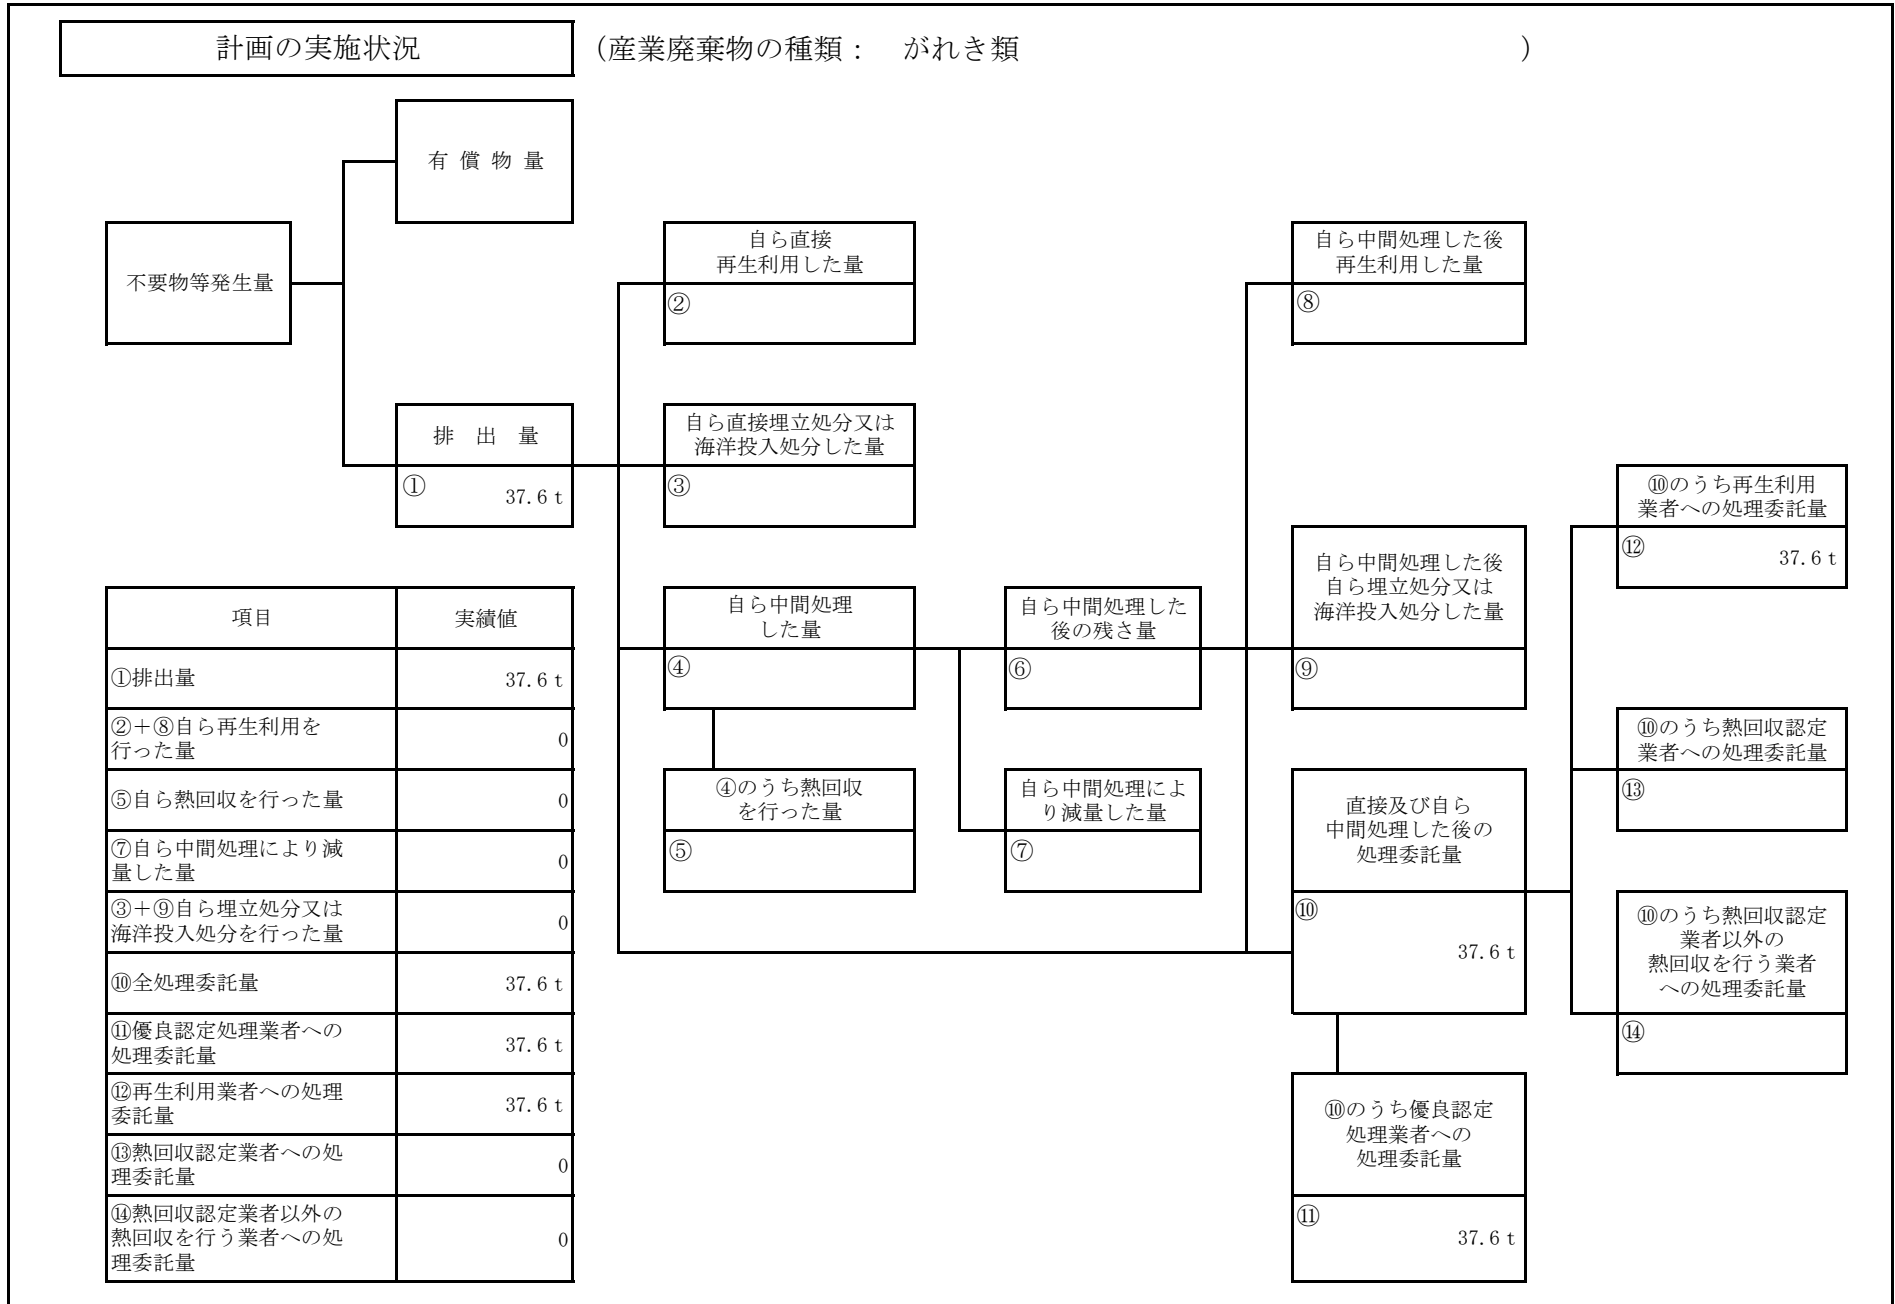 計画の実施状況
（産業廃棄物の種類：　がれき類　）
有 償 物 量
不要物等発生量
自ら直接
再生利用した量
②
自ら中間処理した後
再生利用した量
⑧
排　出　量
① 37.6ｔ
自ら直接埋立処分又は
海洋投入処分した量
③
⑩のうち再生利用
業者への処理委託量
⑫ 37.6ｔ
自ら中間処理
した量
④
自ら中間処理した
後の残さ量
⑥
自ら中間処理した後
自ら埋立処分又は
海洋投入処分した量
⑨
④のうち熱回収
を行った量
⑤
自ら中間処理によ
り減量した量
⑦
直接及び自ら
中間処理した後の
処理委託量
⑩
37.6ｔ
⑩のうち熱回収認定
業者への処理委託量
⑬
⑩のうち熱回収認定
業者以外の
熱回収を行う業者
への処理委託量
⑭
⑩のうち優良認定
処理業者への
処理委託量
⑪
37.6ｔ
項目 実績値
①排出量 37.6ｔ
②＋⑧自ら再生利用を
行った量 0
⑤自ら熱回収を行った量 0
⑦自ら中間処理により減
量した量 0
③＋⑨自ら埋立処分又は
海洋投入処分を行った量 0
⑩全処理委託量 37.6ｔ
⑪優良認定処理業者への
処理委託量 37.6ｔ
⑫再生利用業者への処理
委託量 37.6ｔ
⑬熱回収認定業者への処
理委託量 0
⑭熱回収認定業者以外の
熱回収を行う業者への処
理委託量 0